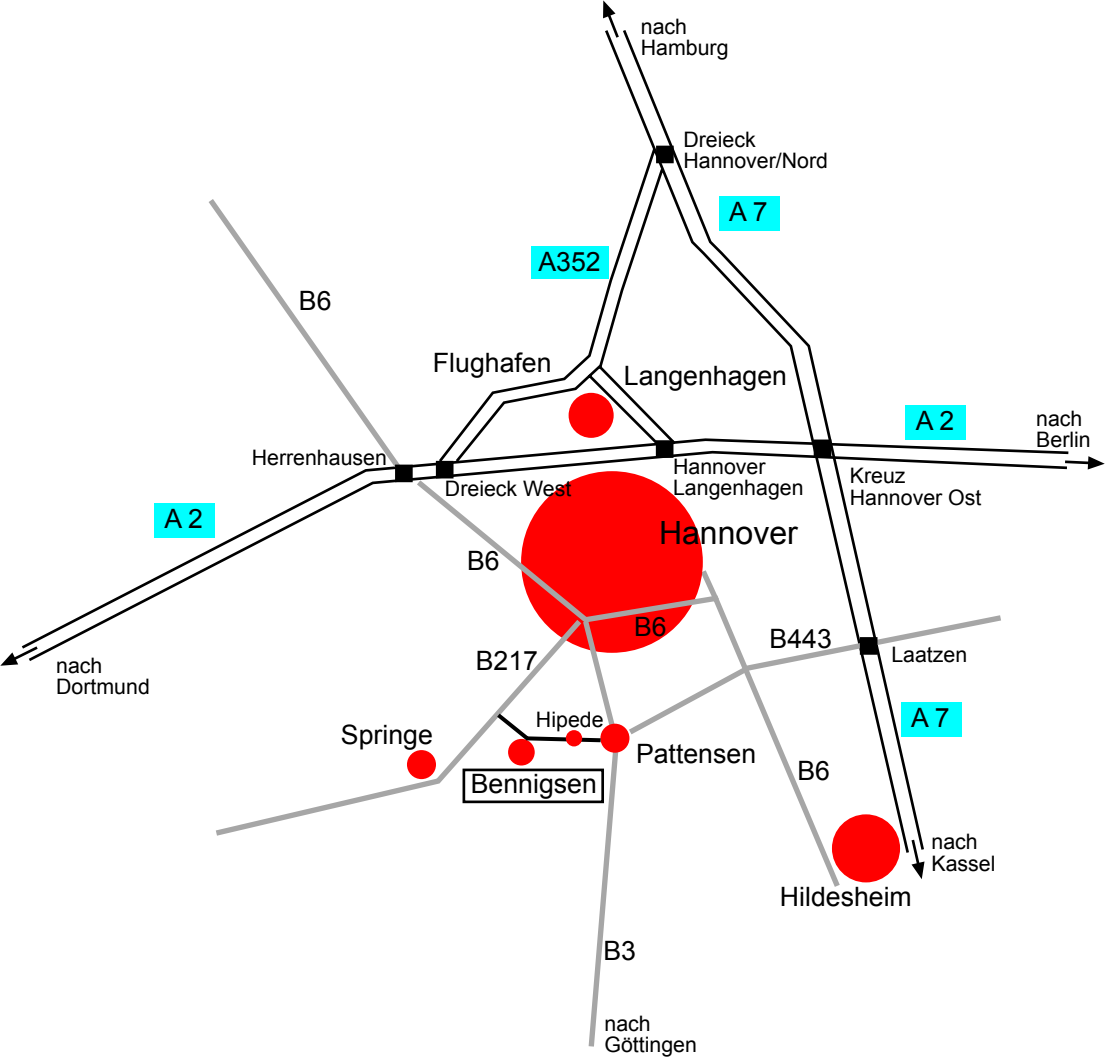 nach
Hamburg
Dreieck
Hannover/Nord
A 7
A352
B6
Flughafen
Langenhagen
A 2
nach
Berlin
Herrenhausen
Dreieck West
Hannover
Langenhagen
Kreuz
Hannover Ost
A 2
Hannover
B6
B6
B443
Laatzen
B217
nach
Dortmund
A 7
Hipede
Springe
Pattensen
Bennigsen
B6
nach
Kassel
Hildesheim
B3
nach
Göttingen